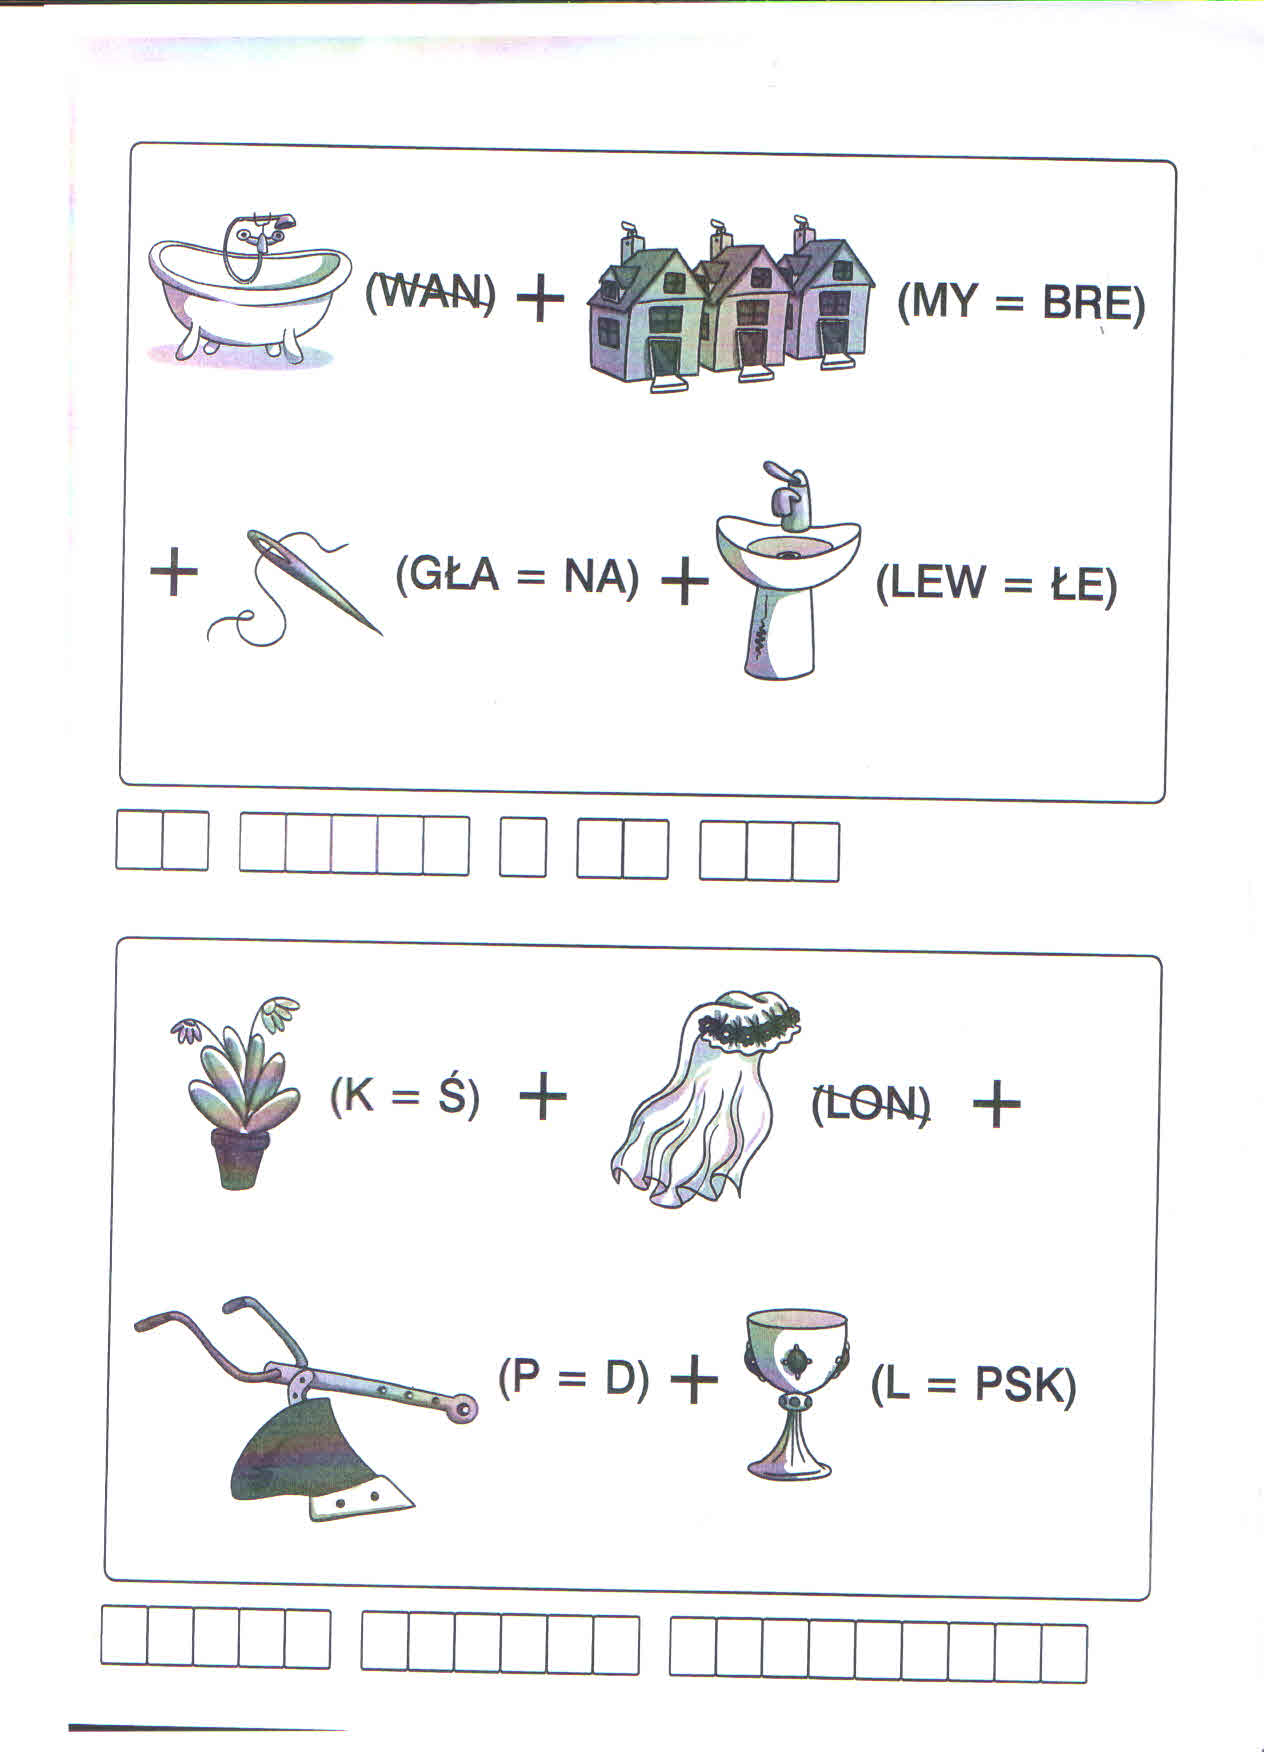 (WAN) + (MY = BRE)
+ (GŁA = NA) + (LEW = ŁE)
(K = Ś) + (LON) +
(P = D) + (L = PSK)